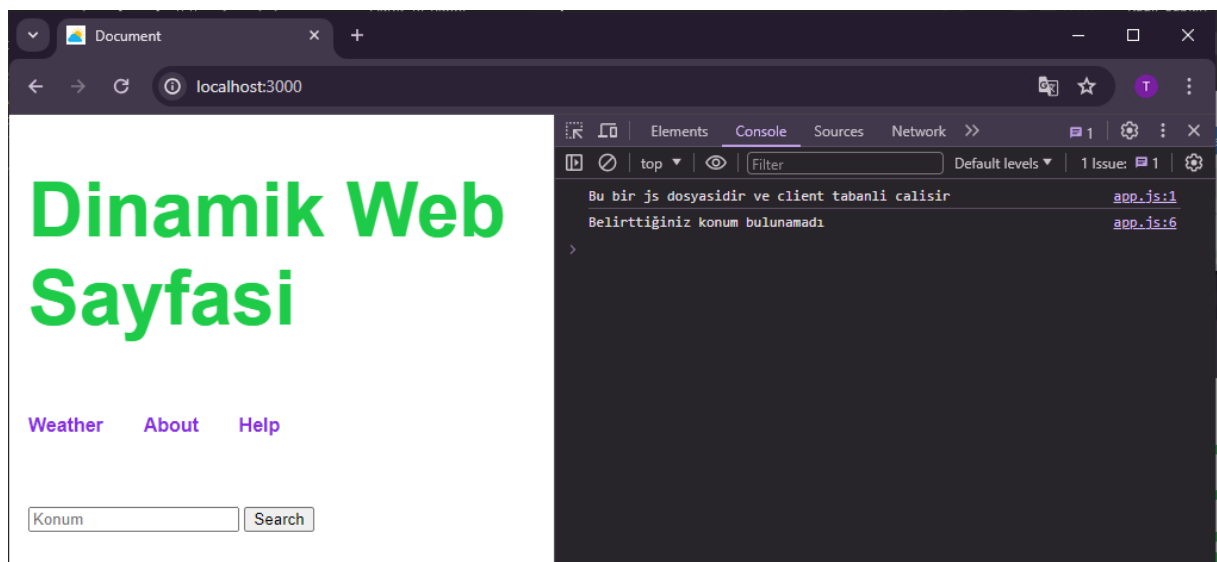 Document
localhost:3000
T
Dinamik Web
Sayfasi
Weather About Help
Konum Search
Elements Console Sources Network 1
top Filter Default levels 1 Issue: 1
Bu bir js dosyasidir ve client tabanli calisir app.js:1
Belirttiğiniz konum bulunamadı app.js:6